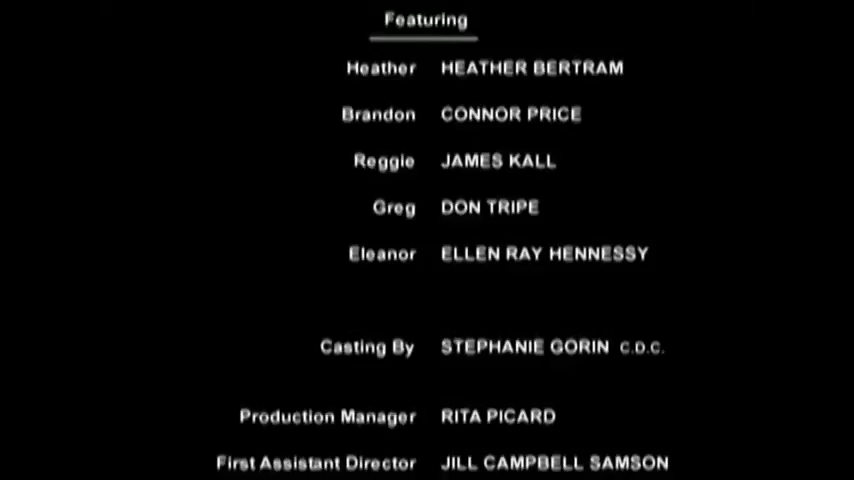 Featuring
Heather HEATHER BERTRAM
Brandon CONNOR PRICE
Reggie JAMES KALL
Greg DON TRIPE
Eleanor ELLEN RAY HENNESSY
Casting By STEPHANIE GORIN C.D.C.
Production Manager RITA PICARD
First Assistant Director JILL CAMPBELL SAMSON